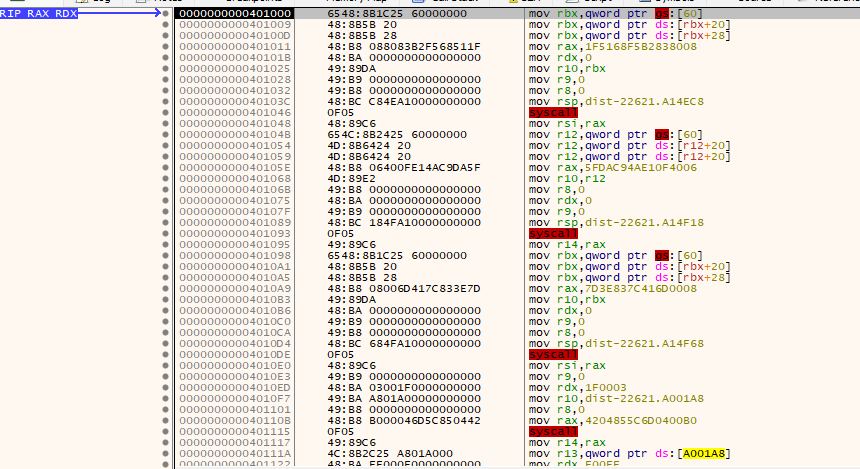 RIP RAX RDX
0000000000401000 6548:8B1C25 60000000 mov rbx,qword ptr gs:[60]
0000000000401009 48:8B5B 20 mov rbx,qword ptr ds:[rbx+20]
000000000040100D 48:8B5B 28 mov rbx,qword ptr ds:[rbx+28]
0000000000401011 48:B8 088083B2F568511F mov rax,1F5168F5B2838008
000000000040101B 48:BA 0000000000000000 mov rdx,0
0000000000401025 49:89DA mov r10,rbx
0000000000401028 49:B9 0000000000000000 mov r9,0
0000000000401032 49:B8 0000000000000000 mov r8,0
000000000040103C 48:BC C84EA10000000000 mov rsp,dist-22621.A14EC8
0000000000401046 0F05 syscall
0000000000401048 48:89C6 mov rsi,rax
000000000040104B 654C:8B2425 60000000 mov r12,qword ptr gs:[60]
0000000000401054 4D:8B6424 20 mov r12,qword ptr ds:[r12+20]
0000000000401059 4D:8B6424 20 mov r12,qword ptr ds:[r12+20]
000000000040105E 48:B8 06400FE14AC9DA5F mov rax,5FDAC94AE10F4006
0000000000401068 4D:89E2 mov r10,r12
000000000040106B 49:B8 0000000000000000 mov r8,0
0000000000401075 48:BA 0000000000000000 mov rdx,0
000000000040107F 49:B9 0000000000000000 mov r9,0
0000000000401089 48:BC 184FA10000000000 mov rsp,dist-22621.A14F18
0000000000401093 0F05 syscall
0000000000401095 49:89C6 mov r14,rax
0000000000401098 6548:8B1C25 60000000 mov rbx,qword ptr gs:[60]
00000000004010A1 48:8B5B 20 mov rbx,qword ptr ds:[rbx+20]
00000000004010A5 48:8B5B 28 mov rbx,qword ptr ds:[rbx+28]
00000000004010A9 48:B8 08006D417C833E7D mov rax,7D3E837C416D0008
00000000004010B3 49:89DA mov r10,rbx
00000000004010B6 48:BA 0000000000000000 mov rdx,0
00000000004010C0 49:B9 0000000000000000 mov r9,0
00000000004010CA 49:B8 0000000000000000 mov r8,0
00000000004010D4 48:BC 684FA10000000000 mov rsp,dist-22621.A14F68
00000000004010DE 0F05 syscall
00000000004010E0 48:89C6 mov rsi,rax
00000000004010E3 49:B9 0000000000000000 mov r9,0
00000000004010ED 48:BA 03001F0000000000 mov rdx,1F0003
00000000004010F7 49:BA A801A00000000000 mov r10,dist-22621.A001A8
0000000000401101 49:B8 0000000000000000 mov r8,0
000000000040110B 48:B8 B000046D5C850442 mov rax,4204855C6D0400B0
0000000000401115 0F05 syscall
0000000000401117 49:89C6 mov r14,rax
000000000040111A 4C:8B2C25 A801A000 mov r13,qword ptr ds:[A001A8]